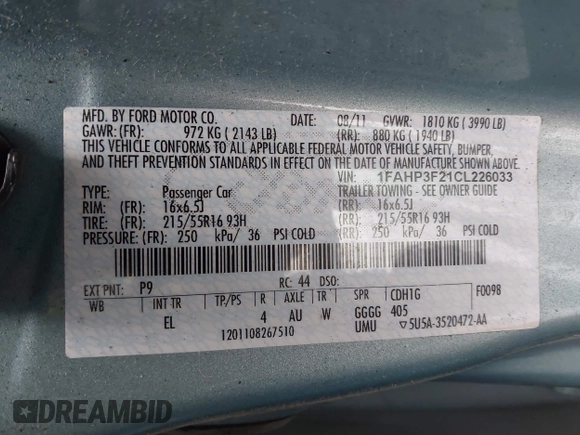 MFD. BY FORD MOTOR CO. DATE: 08/11 GVWR: 1810 KG ( 3990 LB)
GAWR: (FR): 972 KG ( 2143 LB) (RR): 880 KG ( 1940 LB)
THIS VEHICLE CONFORMS TO ALL APPLICABLE FEDERAL MOTOR VEHICLE SAFETY, BUMPER,
AND THEFT PREVENTION STANDARDS IN EFFECT ON THE DATE OF MANUFACTURE SHOWN ABOVE.
VIN: 1FAHP3F21CL226033
TYPE: Passenger Car TRAILER TOWING - SEE OWNER GUIDE
RIM: (FR): 16x6.5J (RR): 16x6.5J
TIRE: (FR): 215/55R16 93H (RR): 215/55R16 93H
PRESSURE: (FR) 250 kPa/ 36 PSI COLD (RR) 250 kPa/ 36 PSI COLD
EXT PNT: P9 RC: 44 DSO: F0098
WB INT TR TP/PS R AXLE TR SPR CDH1G
EL 4 AU W GGGG 405
1201108267510 UMU ▽5U5A-3520472-AA
DREAMBID